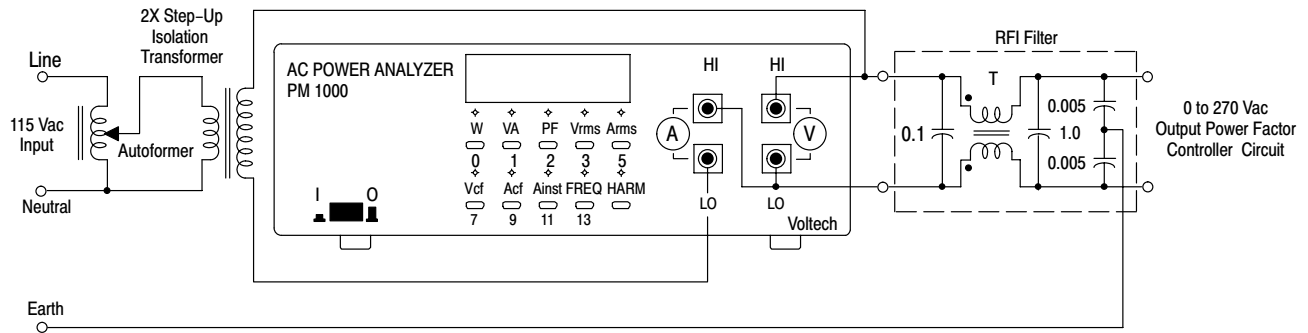 2X Step-Up
Isolation
Transformer
Line
115 Vac
Input
Autoformer
Neutral
Earth
AC POWER ANALYZER
PM 1000
W VA PF Vrms Arms
0 1 2 3 5
Vcf Acf Ainst FREQ HARM
7 9 11 13
I O
HI HI
A V
LO LO
Voltech
RFI Filter
T
0.1
1.0
0.005
0.005
0 to 270 Vac
Output Power Factor
Controller Circuit